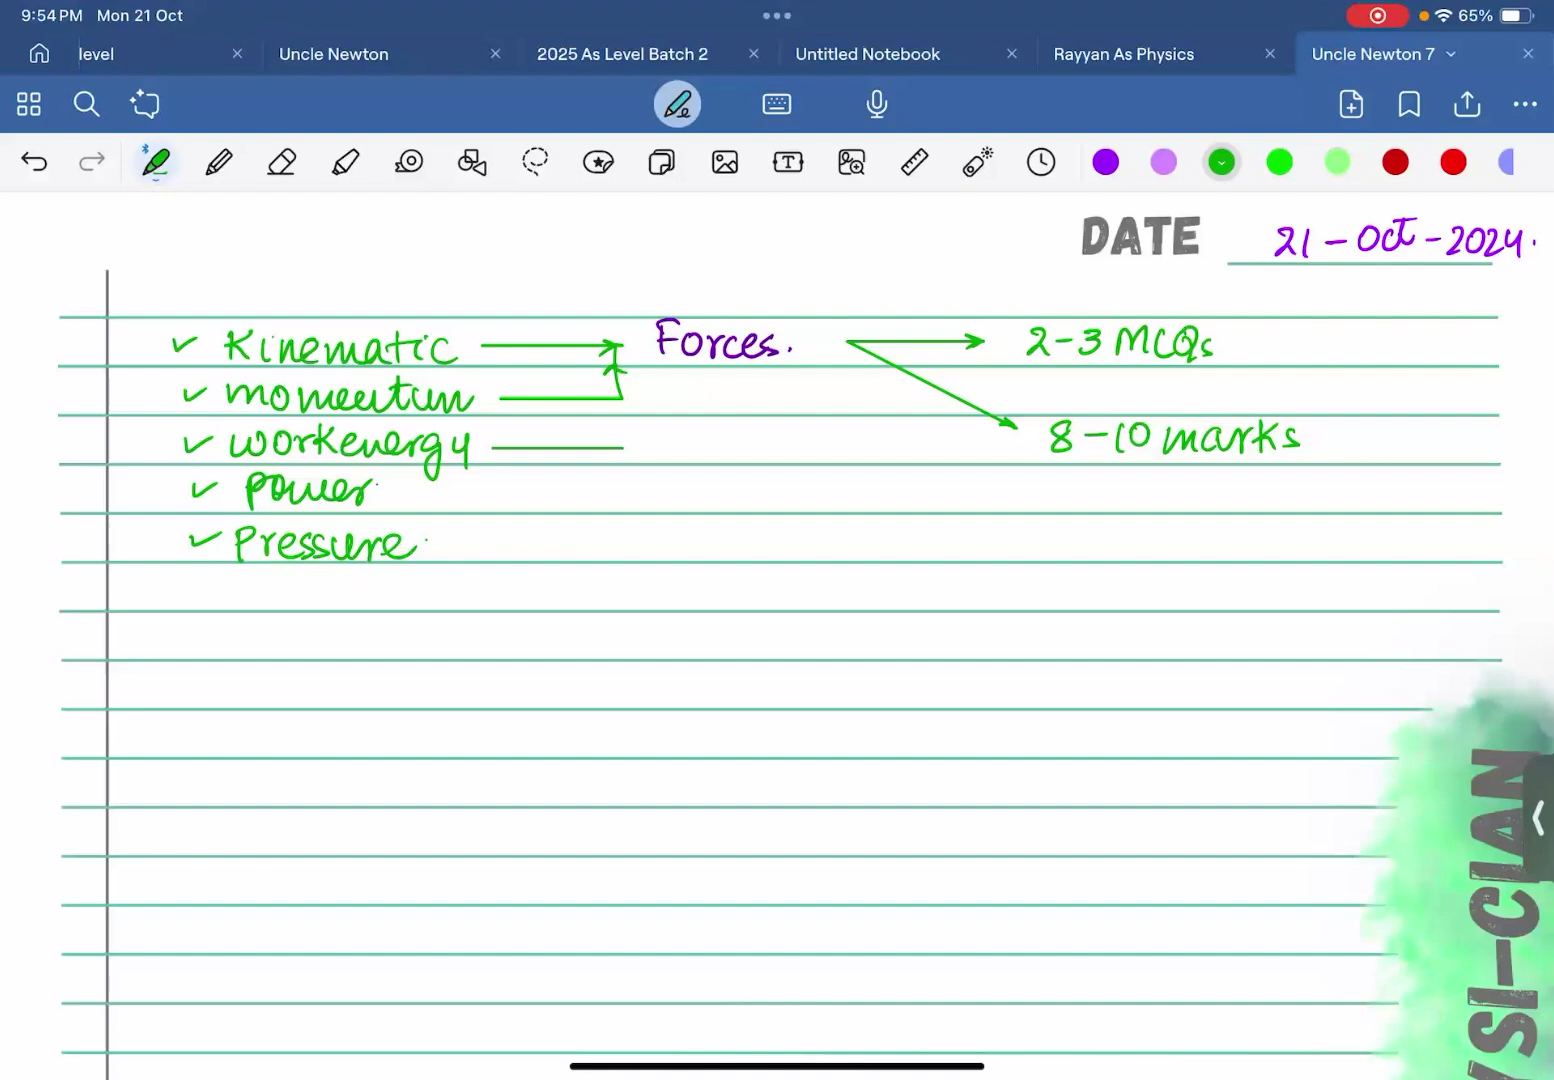 9:54 PM Mon 21 Oct 65%
level Uncle Newton 2025 As Level Batch 2 Untitled Notebook Rayyan As Physics Uncle Newton 7
DATE 21-Oct-2024.
✓ Kinematic → Forces. → 2-3 MCQs
✓ momentum
8-10 marks
✓ workenergy
✓ power
✓ Pressure.
YSI-CIAN